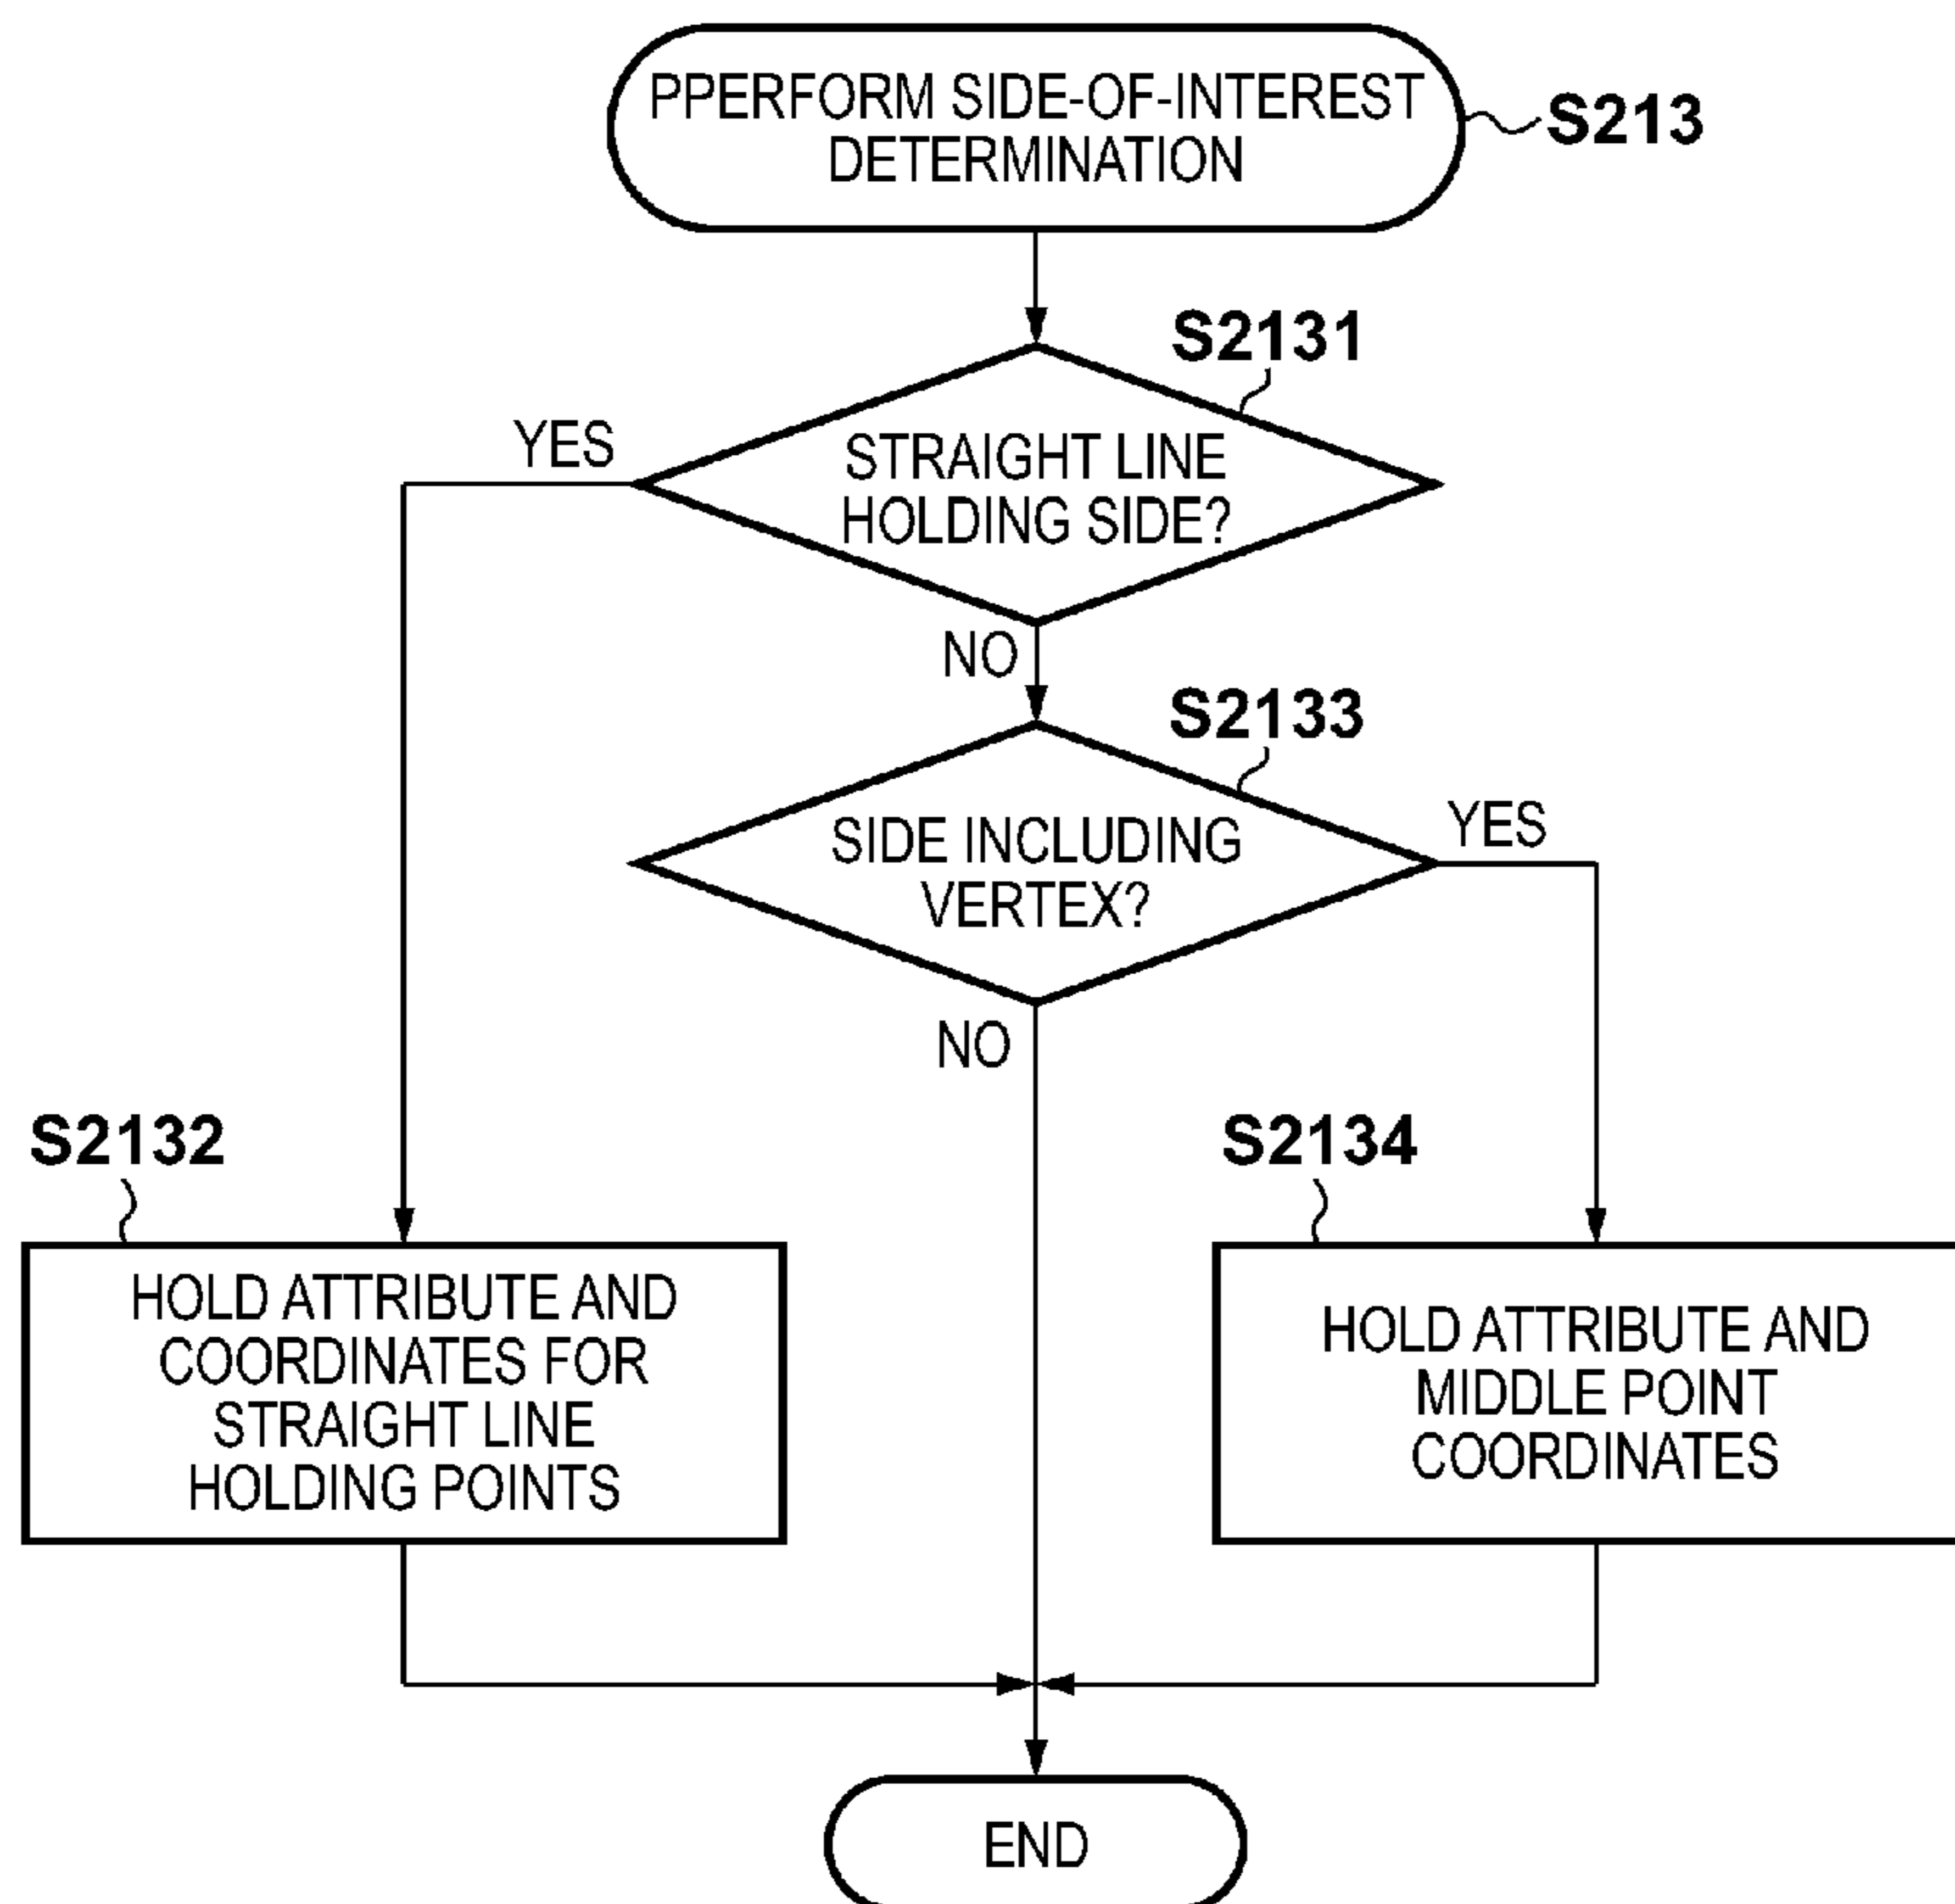 PPERFORM SIDE-OF-INTEREST
DETERMINATION
S213
S2131
YES
STRAIGHT LINE
HOLDING SIDE?
NO
S2133
SIDE INCLUDING
VERTEX?
YES
NO
S2132
S2134
HOLD ATTRIBUTE AND
COORDINATES FOR
STRAIGHT LINE
HOLDING POINTS
HOLD ATTRIBUTE AND
MIDDLE POINT
COORDINATES
END